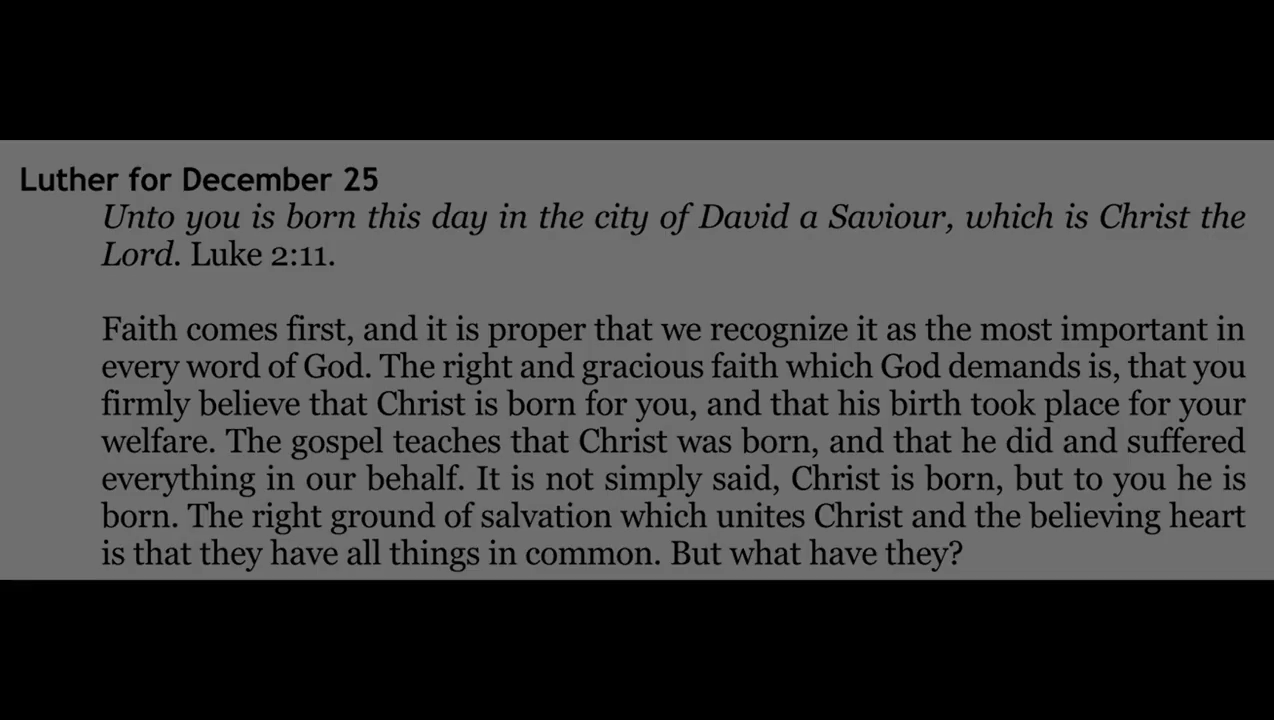 Luther for December 25
Unto you is born this day in the city of David a Saviour, which is Christ the
Lord. Luke 2:11.
Faith comes first, and it is proper that we recognize it as the most important in
every word of God. The right and gracious faith which God demands is, that you
firmly believe that Christ is born for you, and that his birth took place for your
welfare. The gospel teaches that Christ was born, and that he did and suffered
everything in our behalf. It is not simply said, Christ is born, but to you he is
born. The right ground of salvation which unites Christ and the believing heart
is that they have all things in common. But what have they?